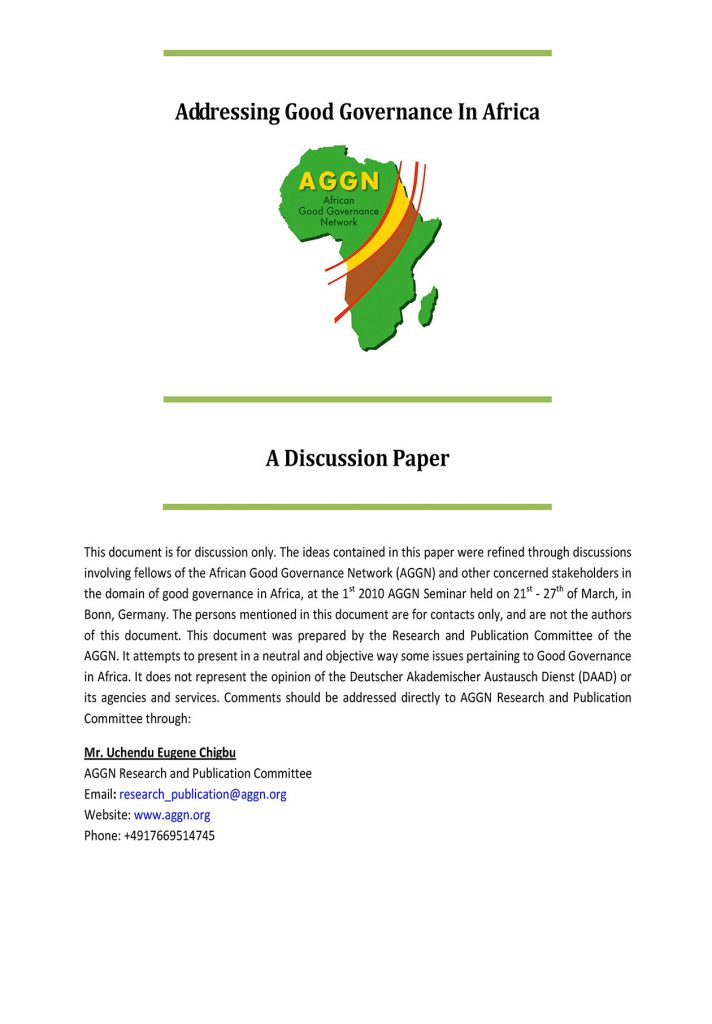 Addressing Good Governance In Africa
AGGN
African
Good Governance
Network
A Discussion Paper
This document is for discussion only. The ideas contained in this paper were refined through discussions
involving fellows of the African Good Governance Network (AGGN) and other concerned stakeholders in
the domain of good governance in Africa, at the 1st 2010 AGGN Seminar held on 21st - 27th of March, in
Bonn, Germany. The persons mentioned in this document are for contacts only, and are not the authors
of this document. This document was prepared by the Research and Publication Committee of the
AGGN. It attempts to present in a neutral and objective way some issues pertaining to Good Governance
in Africa. It does not represent the opinion of the Deutscher Akademischer Austausch Dienst (DAAD) or
its agencies and services. Comments should be addressed directly to AGGN Research and Publication
Committee through:
Mr. Uchendu Eugene Chigbu
AGGN Research and Publication Committee
Email: research_publication@aggn.org
Website: www.aggn.org
Phone: +4917669514745